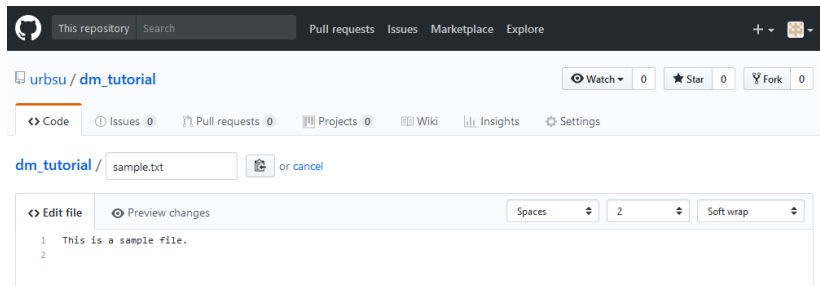 This repository Search Pull requests Issues Marketplace Explore
urbsu / dm_tutorial Watch 0 Star 0 Fork 0
Code Issues 0 Pull requests 0 Projects 0 Wiki Insights Settings
dm_tutorial / sample.txt or cancel
Edit file Preview changes Spaces 2 Soft wrap
1 This is a sample file.
2